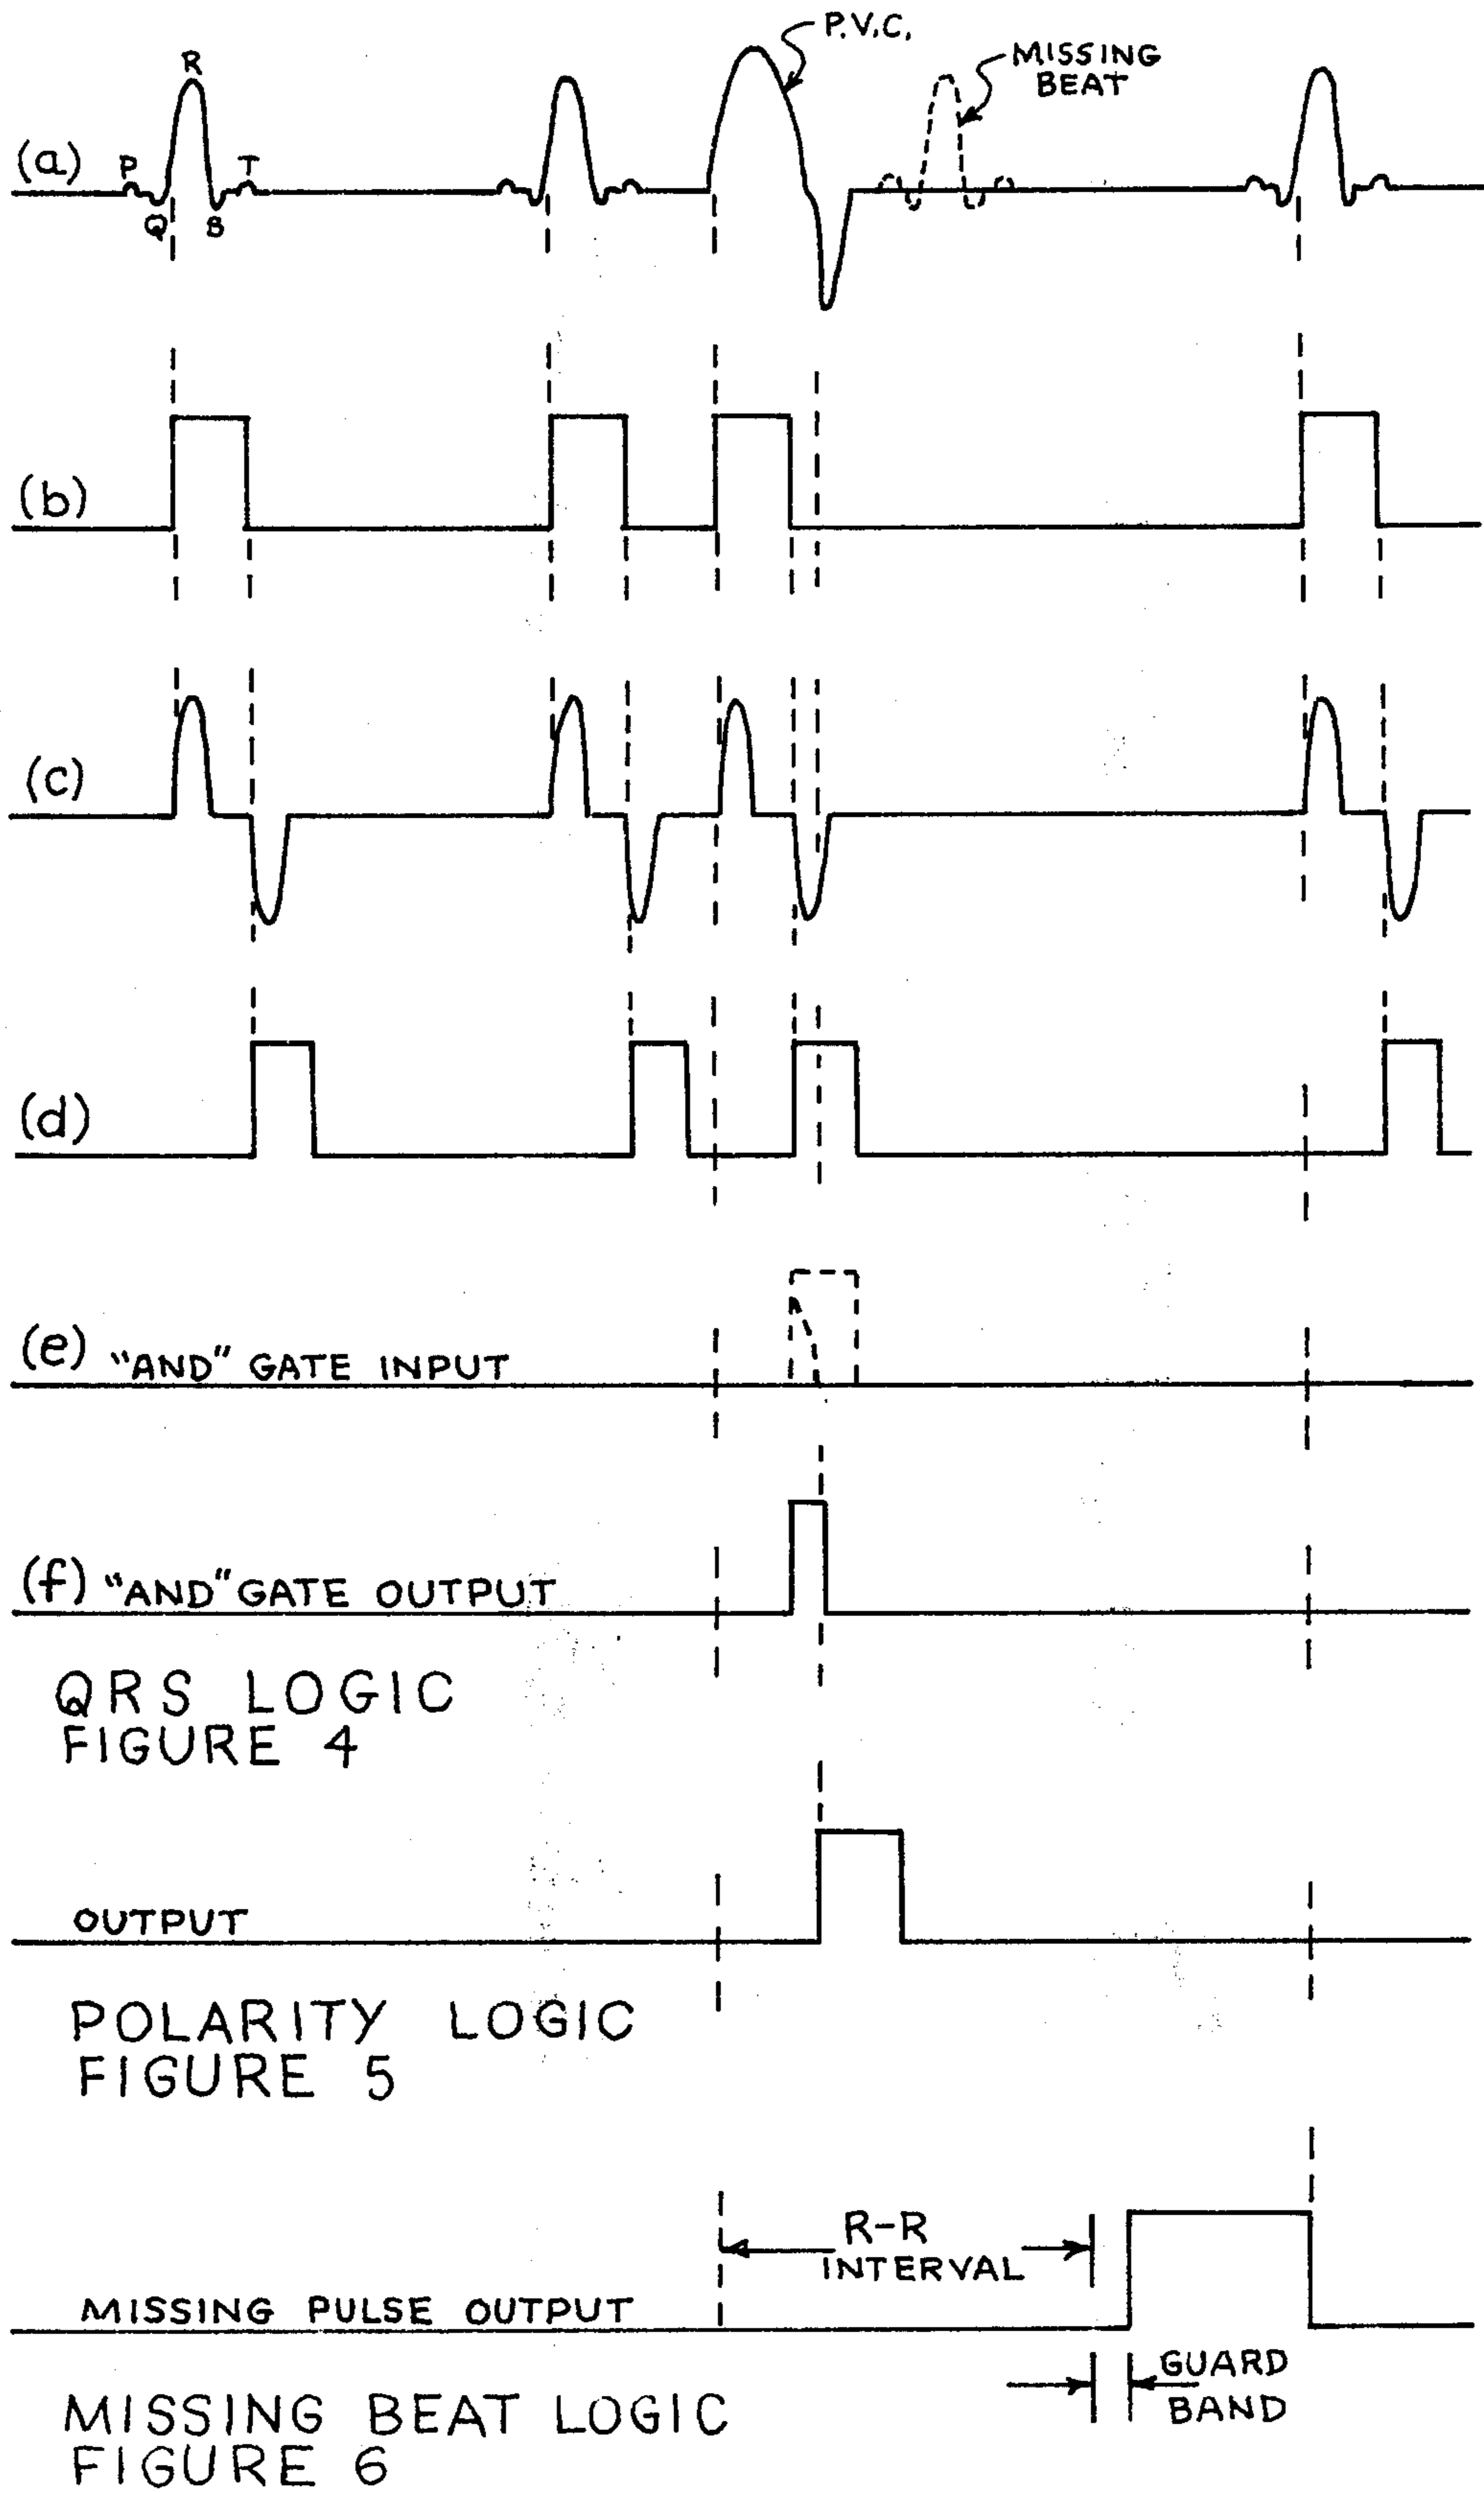 P.V.C.
MISSING
BEAT
R
(a)
P
T
Q
S
(b)
(c)
(d)
(e) "AND" GATE INPUT
(f) "AND" GATE OUTPUT
QRS LOGIC
FIGURE 4
OUTPUT
POLARITY LOGIC
FIGURE 5
R-R
INTERVAL
MISSING PULSE OUTPUT
GUARD
BAND
MISSING BEAT LOGIC
FIGURE 6